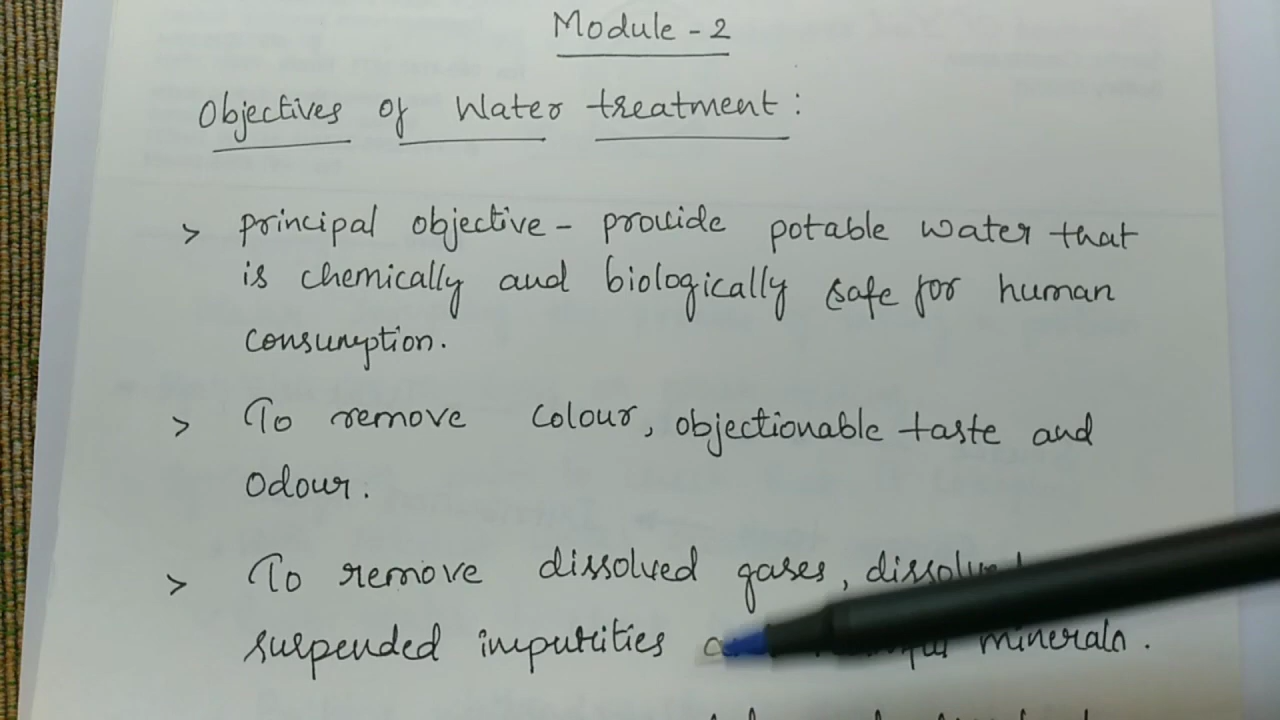 Module - 2
Objectives of Water treatment :
> principal objective - provide potable water that
is chemically and biologically safe for human
consumption.
> To remove colour, objectionable taste and
odour.
> To remove dissolved gases,
suspended impurities minerals.